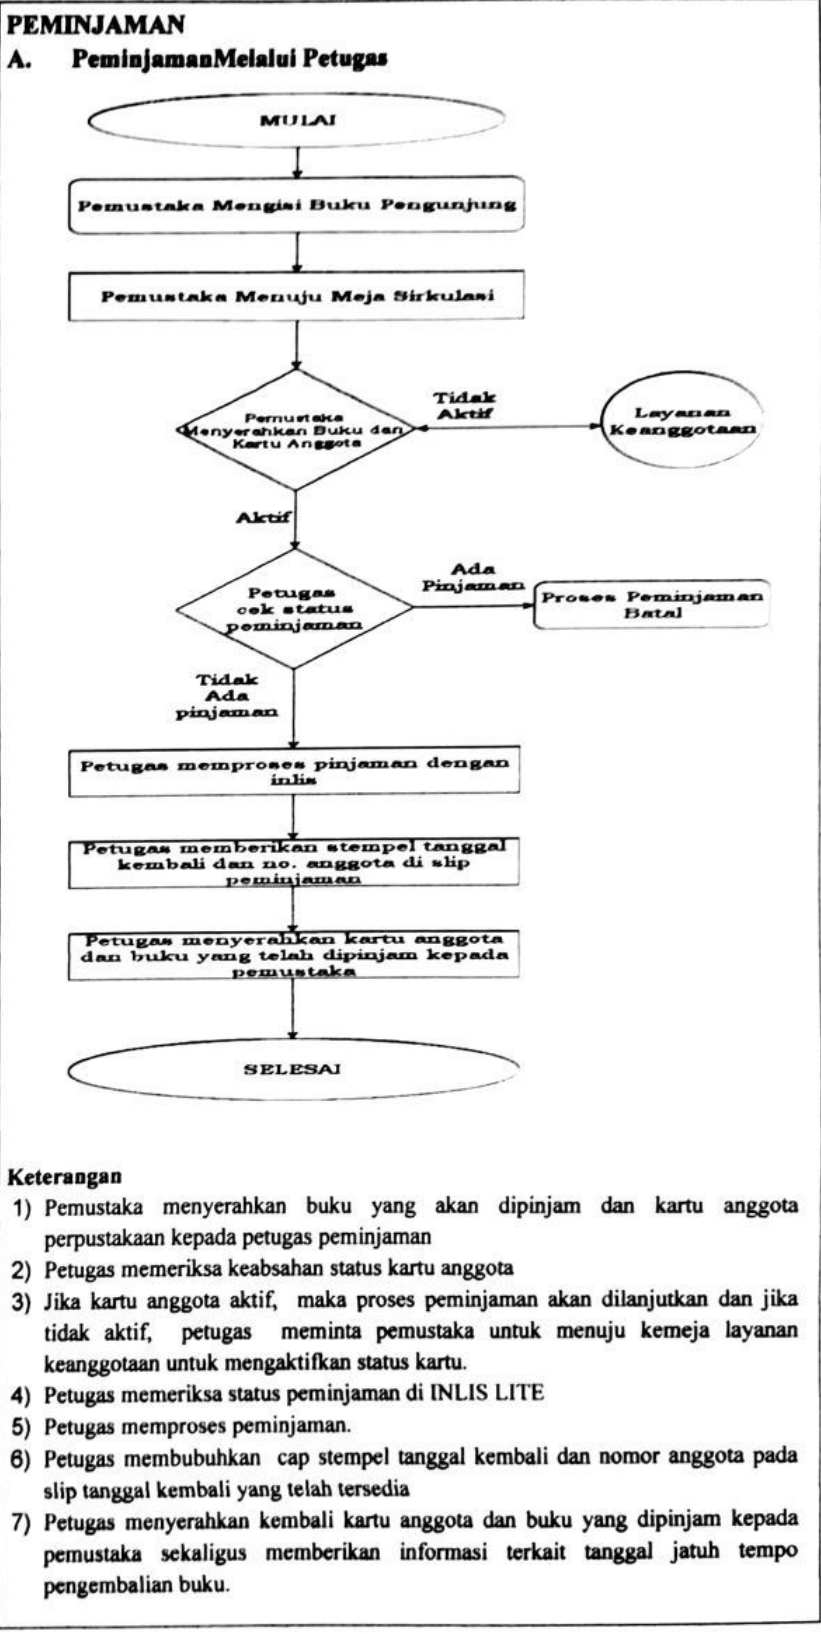 PEMINJAMAN
A. PeminjamanMelalui Petugas
MULAI
Pemustaka Mengisi Buku Pengunjung
Pemustaka Menuju Meja Sirkulasi
Pemustaka
Menyerahkan Buku dan
Kartu Anggota
Tidak
Aktif
Layanan
Keanggotaan
Aktif
Petugas
cek status
peminjaman
Ada
Pinjaman
Proses Peminjaman
Batal
Tidak
Ada
pinjaman
Petugas memproses pinjaman dengan
inlis
Petugas memberikan stempel tanggal
kembali dan no. anggota di slip
peminjaman
Petugas menyerahkan kartu anggota
dan buku yang telah dipinjam kepada
pemustaka
SELESAI
Keterangan
1) Pemustaka menyerahkan buku yang akan dipinjam dan kartu anggota
perpustakaan kepada petugas peminjaman
2) Petugas memeriksa keabsahan status kartu anggota
3) Jika kartu anggota aktif, maka proses peminjaman akan dilanjutkan dan jika
tidak aktif, petugas meminta pemustaka untuk menuju kemeja layanan
keanggotaan untuk mengaktifkan status kartu.
4) Petugas memeriksa status peminjaman di INLIS LITE
5) Petugas memproses peminjaman.
6) Petugas membubuhkan cap stempel tanggal kembali dan nomor anggota pada
slip tanggal kembali yang telah tersedia
7) Petugas menyerahkan kembali kartu anggota dan buku yang dipinjam kepada
pemustaka sekaligus memberikan informasi terkait tanggal jatuh tempo
pengembalian buku.